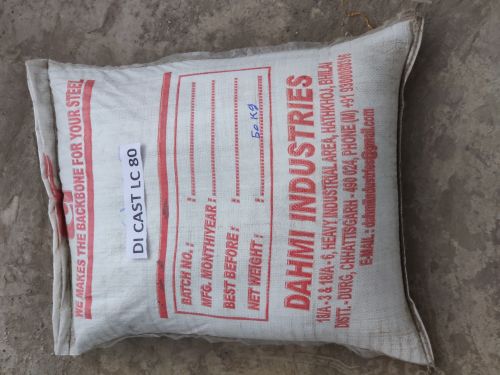 WE MAKES THE BACKBONE FOR YOUR STEEL
DI CAST LC 80
BATCH NO. :
MFG. MONTH/YEAR :
BEST BEFORE :
NET WEIGHT : 50 Kg
DAHMI INDUSTRIES
18/A - 3 & 18/A - 6, HEAVY INDUSTRIAL AREA, HATHKHOJ, BHILAI
DISTT. - DURG, CHHATTISGARH - 490 024, PHONE (M) +91
E-MAIL :